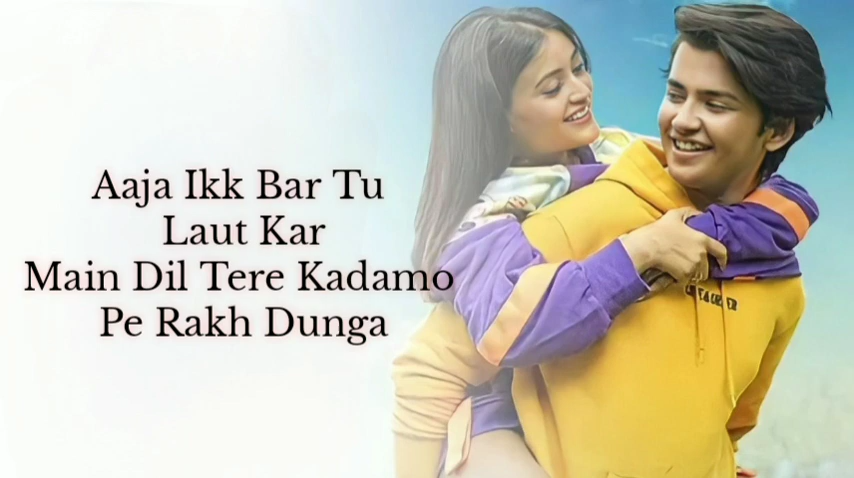 Aaja Ikk Bar Tu
Laut Kar
Main Dil Tere Kadamo
Pe Rakh Dunga